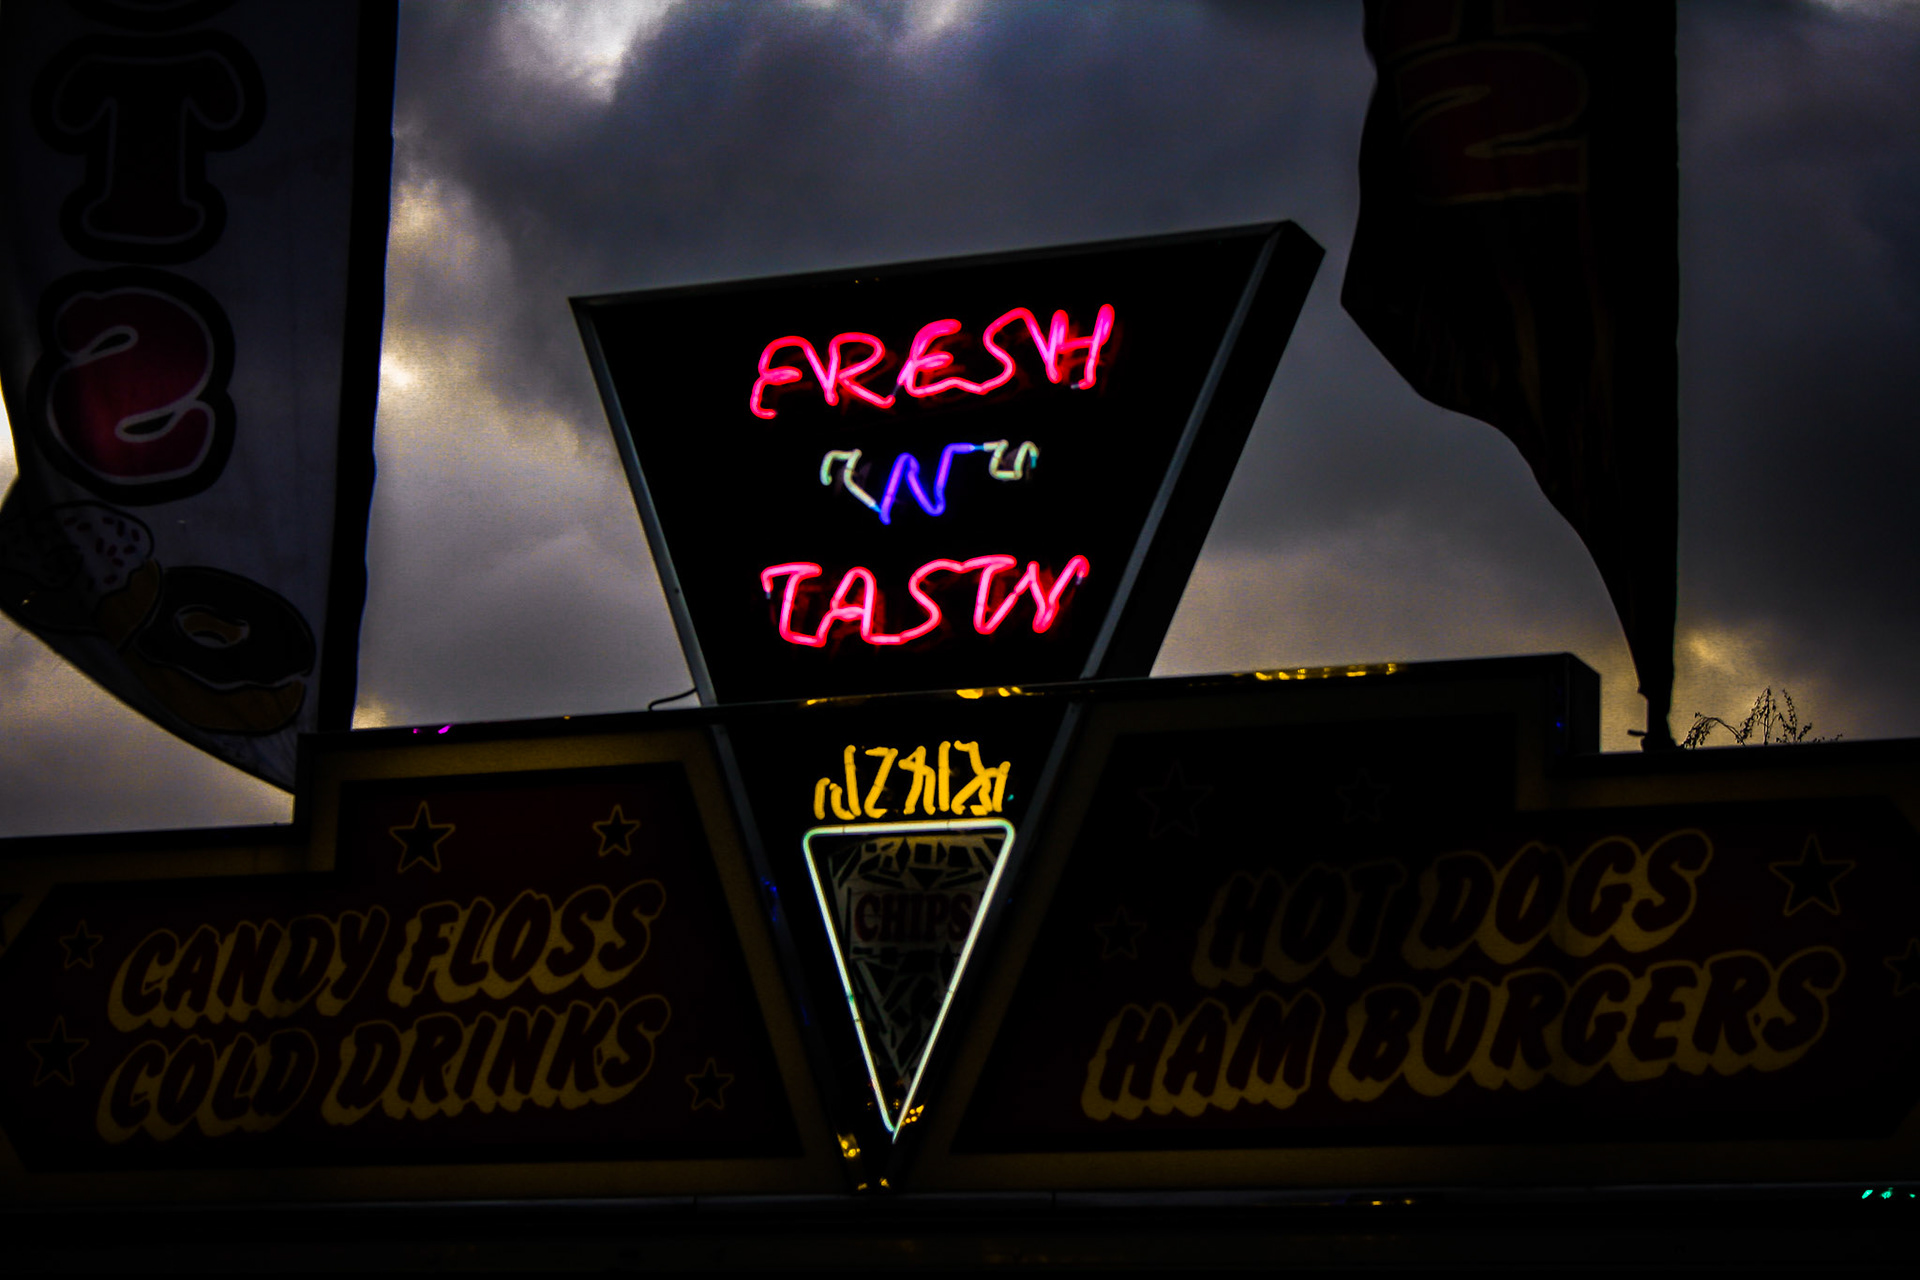 FRESH
"N"
TASTY
CHIPS
CANDY FLOSS
COLD DRINKS
HOT DOGS
HAM BURGERS